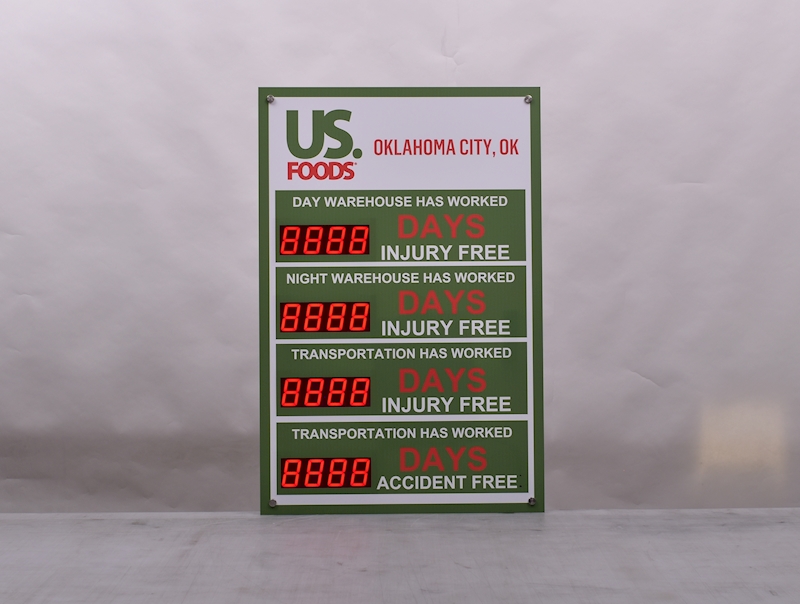 US.
FOODS
OKLAHOMA CITY, OK
DAY WAREHOUSE HAS WORKED
8888 DAYS
INJURY FREE
NIGHT WAREHOUSE HAS WORKED
8888 DAYS
INJURY FREE
TRANSPORTATION HAS WORKED
8888 DAYS
INJURY FREE
TRANSPORTATION HAS WORKED
8888 DAYS
ACCIDENT FREE